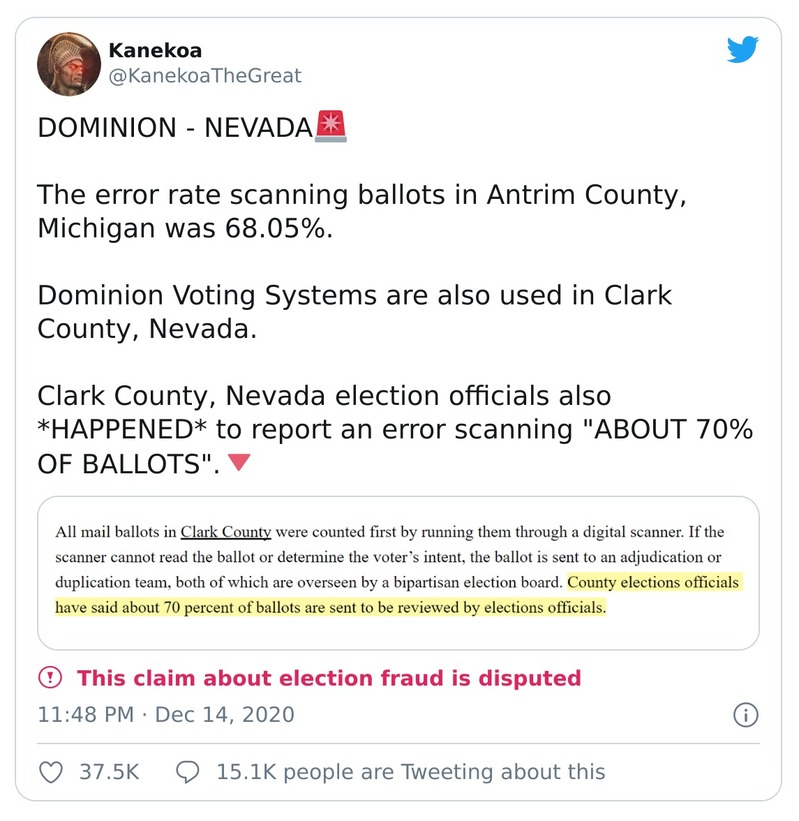 Kanekoa
@KanekoaTheGreat
DOMINION - NEVADA🚨
The error rate scanning ballots in Antrim County,
Michigan was 68.05%.
Dominion Voting Systems are also used in Clark
County, Nevada.
Clark County, Nevada election officials also
*HAPPENED* to report an error scanning "ABOUT 70%
OF BALLOTS". 🔻
All mail ballots in Clark County were counted first by running them through a digital scanner. If the
scanner cannot read the ballot or determine the voter’s intent, the ballot is sent to an adjudication or
duplication team, both of which are overseen by a bipartisan election board. County elections officials
have said about 70 percent of ballots are sent to be reviewed by elections officials.
This claim about election fraud is disputed
11:48 PM · Dec 14, 2020
37.5K 15.1K people are Tweeting about this